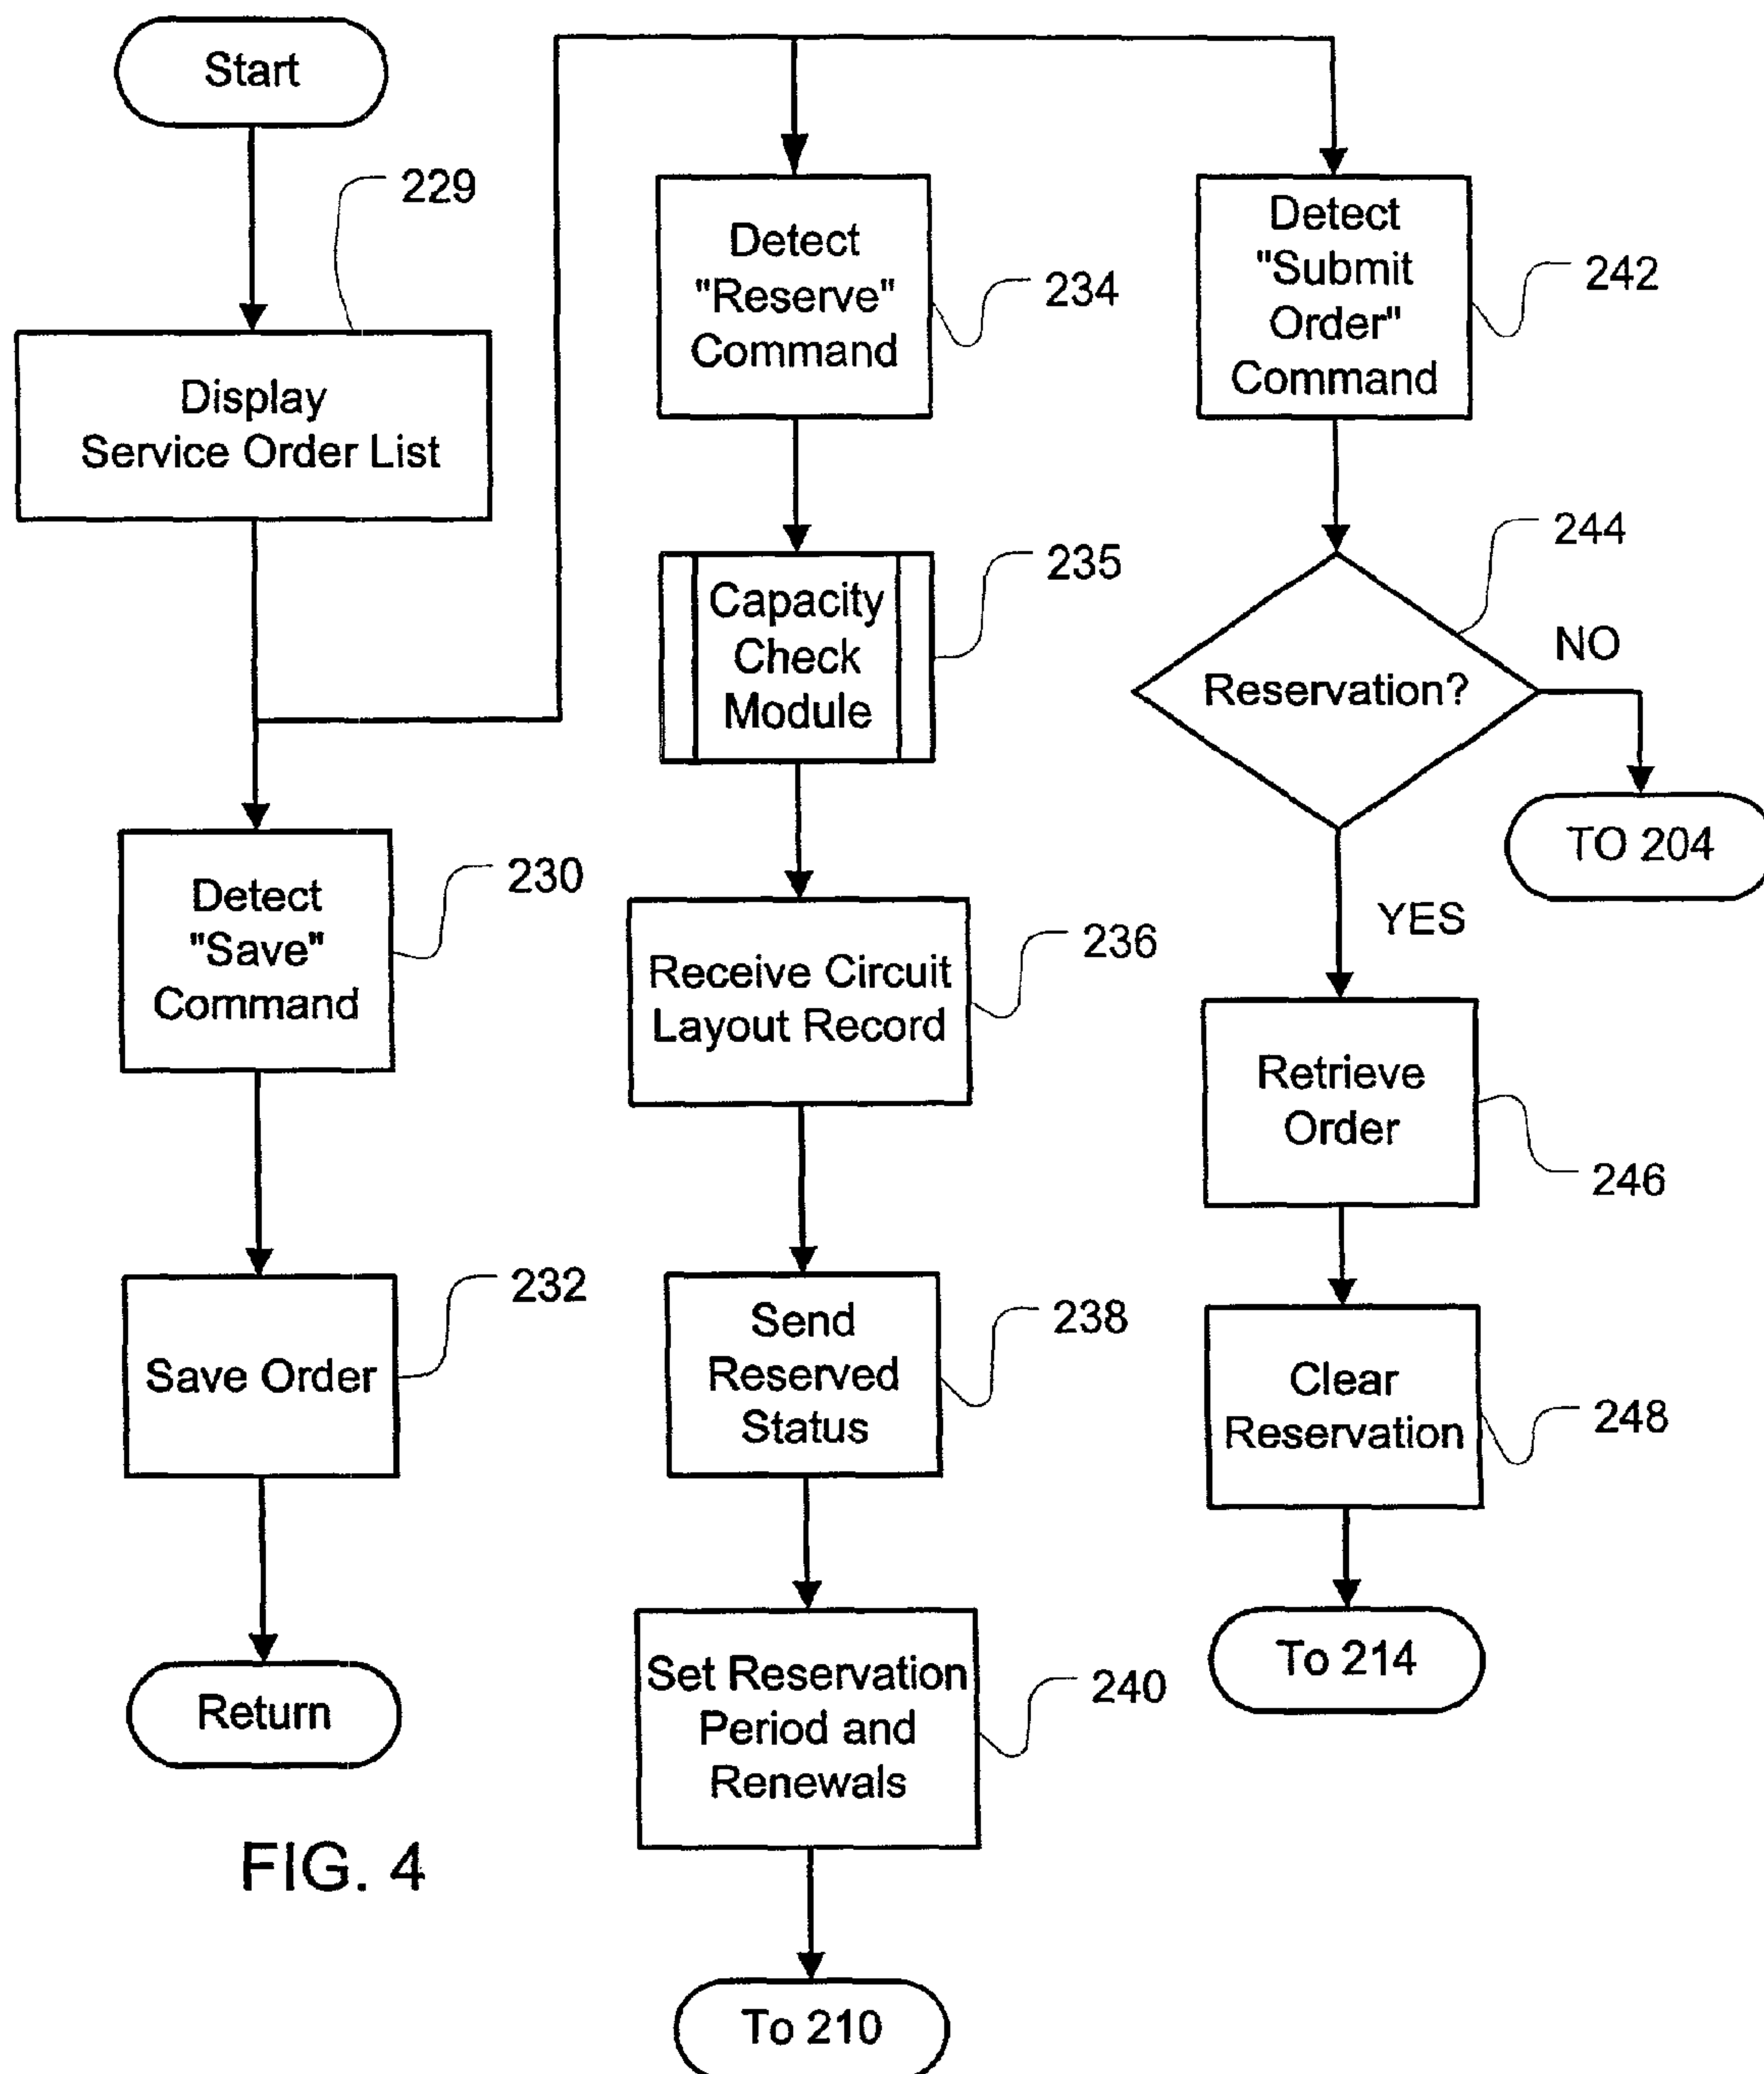 Start
229
Display
Service Order List
Detect
"Save"
Command
230
Save Order
232
Return
FIG. 4
Detect
"Reserve"
Command
234
Capacity
Check
Module
235
Receive Circuit
Layout Record
236
Send
Reserved
Status
238
Set Reservation
Period and
Renewals
240
To 210
Detect
"Submit
Order"
Command
242
244
Reservation?
NO
TO 204
YES
Retrieve
Order
246
Clear
Reservation
248
To 214